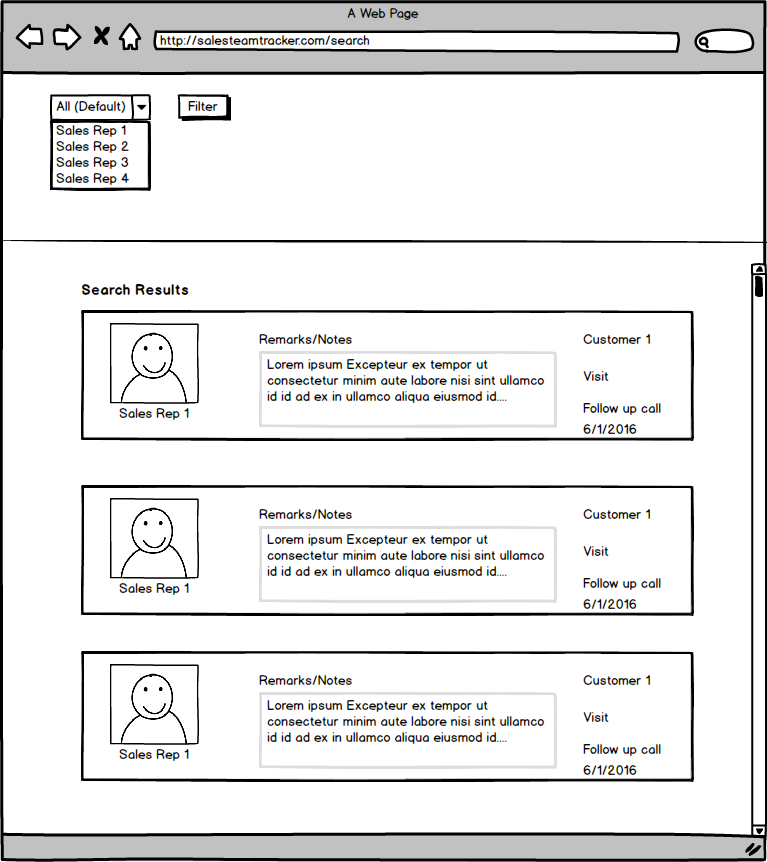 A Web Page
http://salesteamtracker.com/search
All (Default)
Filter
Sales Rep 1
Sales Rep 2
Sales Rep 3
Sales Rep 4
Search Results
Sales Rep 1
Remarks/Notes
Lorem ipsum Excepteur ex tempor ut
consectetur minim aute labore nisi sint ullamco
id id ad ex in ullamco aliqua eiusmod id....
Customer 1
Visit
Follow up call
6/1/2016
Sales Rep 1
Remarks/Notes
Lorem ipsum Excepteur ex tempor ut
consectetur minim aute labore nisi sint ullamco
id id ad ex in ullamco aliqua eiusmod id....
Customer 1
Visit
Follow up call
6/1/2016
Sales Rep 1
Remarks/Notes
Lorem ipsum Excepteur ex tempor ut
consectetur minim aute labore nisi sint ullamco
id id ad ex in ullamco aliqua eiusmod id....
Customer 1
Visit
Follow up call
6/1/2016